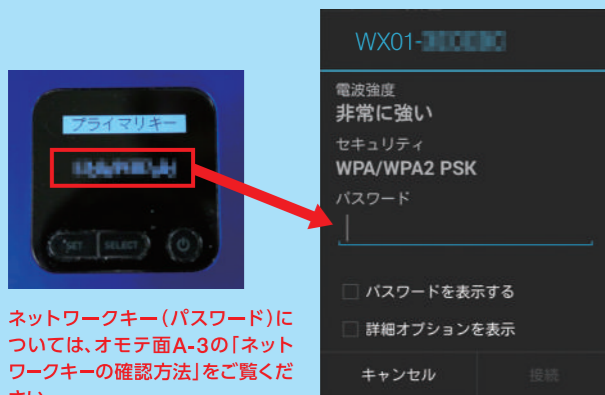 プライマリキー
SET
SELECT
ネットワークキー(パスワード)に
ついては、オモテ面A-3の「ネット
ワークキーの確認方法」をご覧くだ
さい
WX01-
電波強度
非常に強い
セキュリティ
WPA/WPA2 PSK
パスワード
パスワードを表示する
詳細オプションを表示
キャンセル
接続